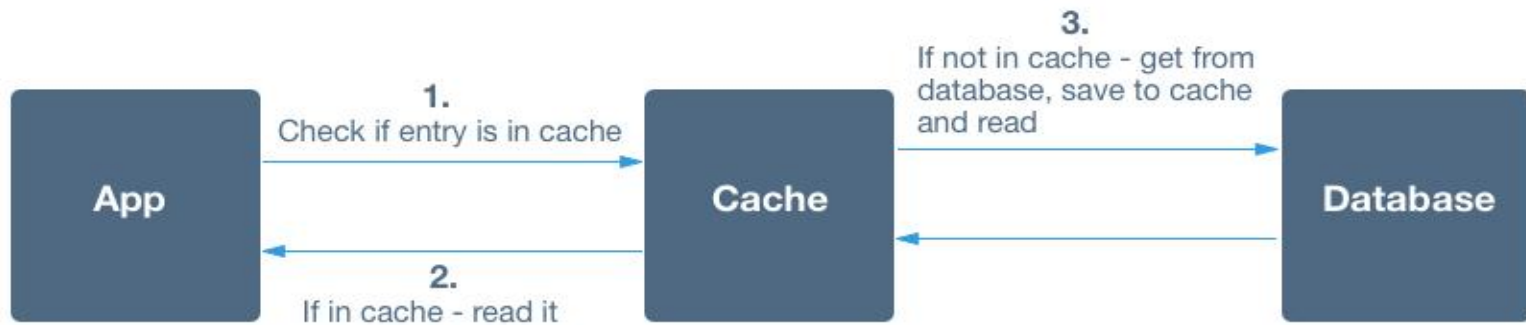 App
1.
Check if entry is in cache
2.
If in cache - read it
Cache
3.
If not in cache - get from
database, save to cache
and read
Database